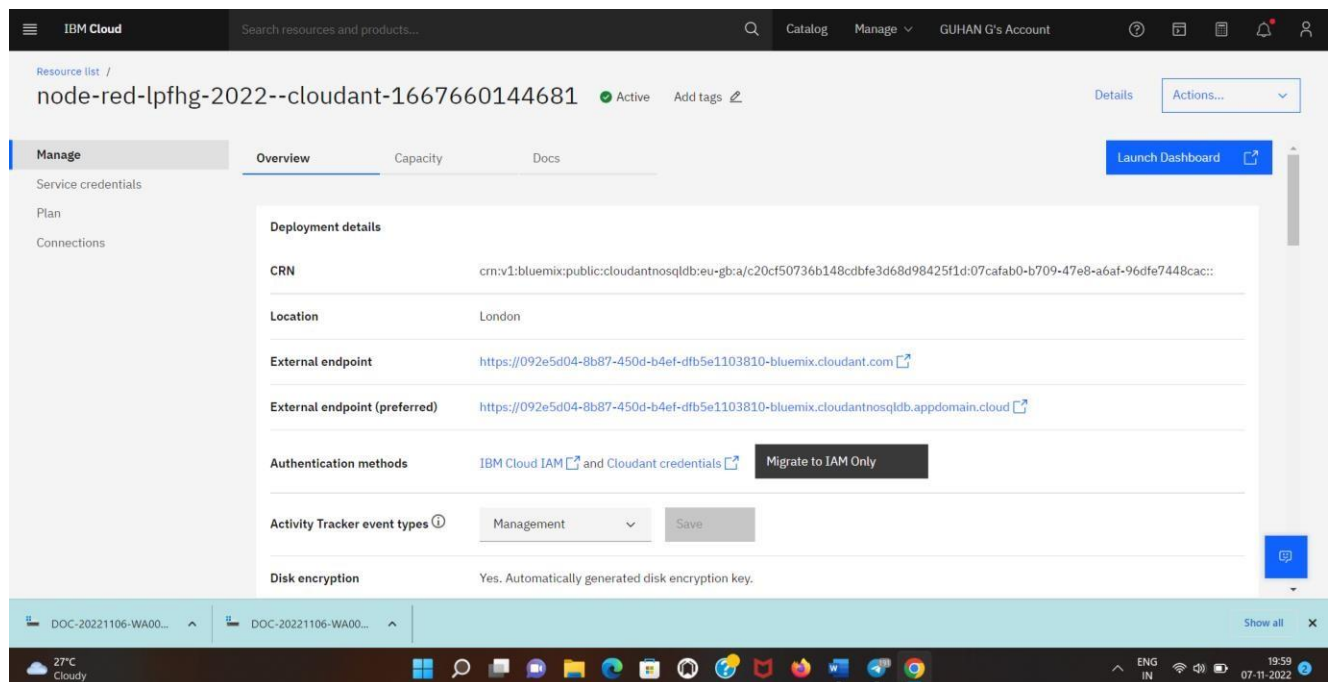 IBM Cloud
Search resources and products...
Catalog
Manage
GUHAN G's Account
Resource list /
node-red-lpfhg-2022--cloudant-1667660144681
Active
Add tags
Details
Actions...
Manage
Service credentials
Plan
Connections
Overview
Capacity
Docs
Launch Dashboard
Deployment details
CRN
crn:v1:bluemix:public:cloudantnosqldb:eu-gb:a/c20cf50736b148cdbfe3d68d98425f1d:07cafab0-b709-47e8-a6af-96dfe7448cac::
Location
London
External endpoint
https://092e5d04-8b87-450d-b4ef-dfb5e1103810-bluemix.cloudant.com
External endpoint (preferred)
https://092e5d04-8b87-450d-b4ef-dfb5e1103810-bluemix.cloudantnosqldb.appdomain.cloud
Authentication methods
IBM Cloud IAM and Cloudant credentials
Migrate to IAM Only
Activity Tracker event types
Management
Save
Disk encryption
Yes. Automatically generated disk encryption key.
DOC-20221106-WA00...
DOC-20221106-WA00...
Show all
27°C
Cloudy
ENG
IN
19:59
07-11-2022
2